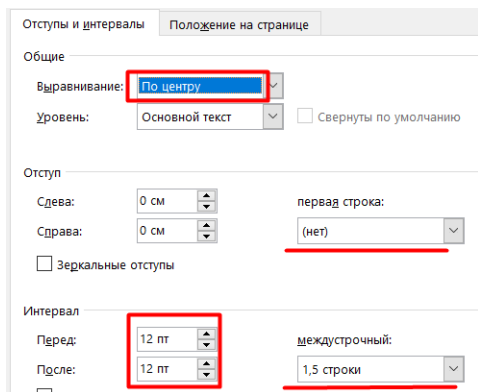 Отступы и интервалы Положение на странице
Общие
Выравнивание: По центру
Уровень: Основной текст Свернуты по умолчанию
Отступ
Слева: 0 см первая строка:
Справа: 0 см (нет)
Зеркальные отступы
Интервал
Перед: 12 пт междустрочный:
После: 12 пт 1,5 строки